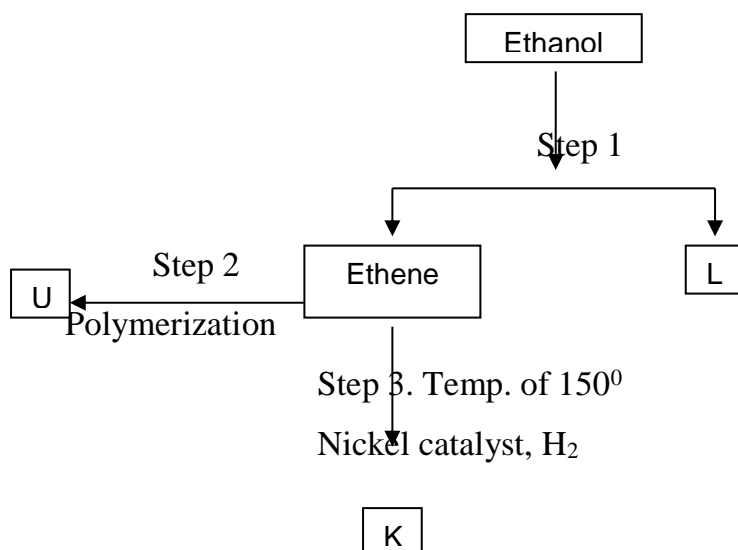 Ethanol
Step 1
Step 2
Ethene
L
U
Polymerization
Step 3. Temp. of 150⁰
Nickel catalyst, H₂
K